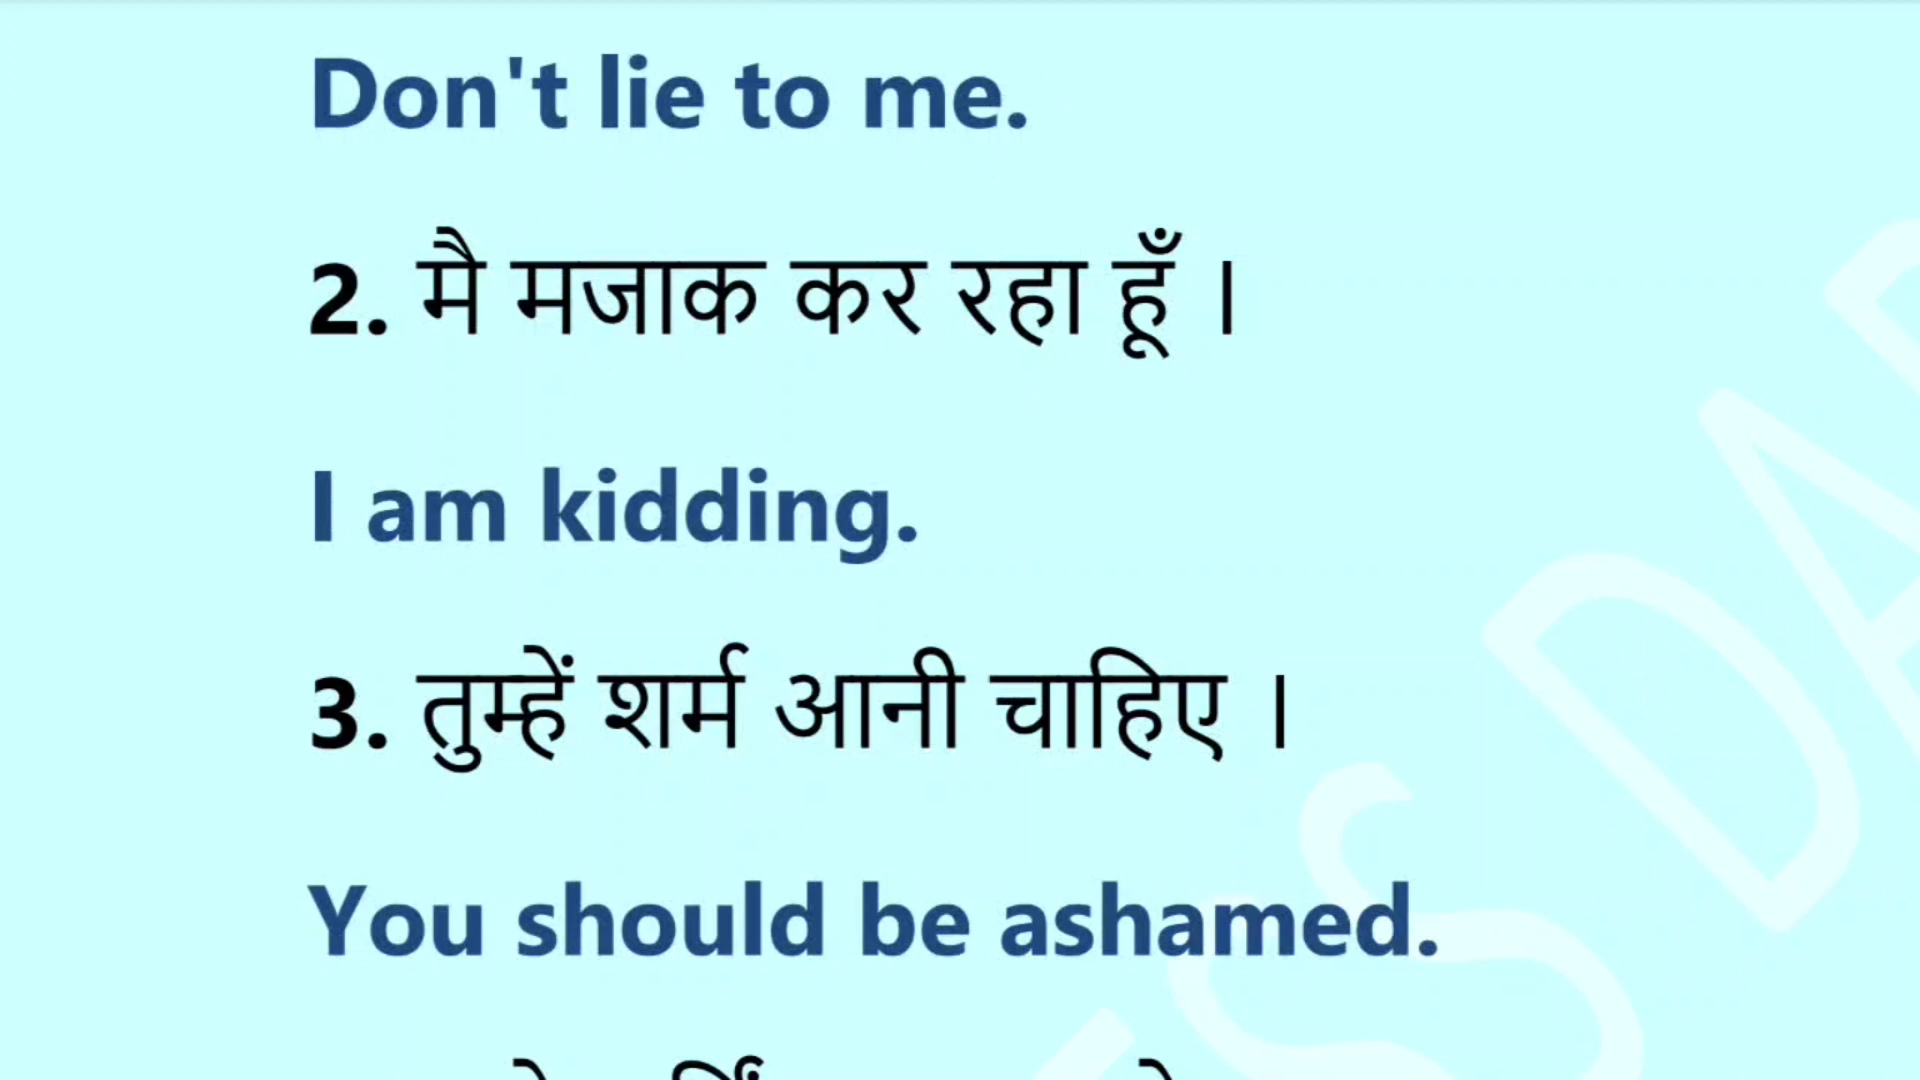 Don't lie to me.
2. मै मजाक कर रहा हूँ ।
I am kidding.
3. तुम्हें शर्म आनी चाहिए ।
You should be ashamed.